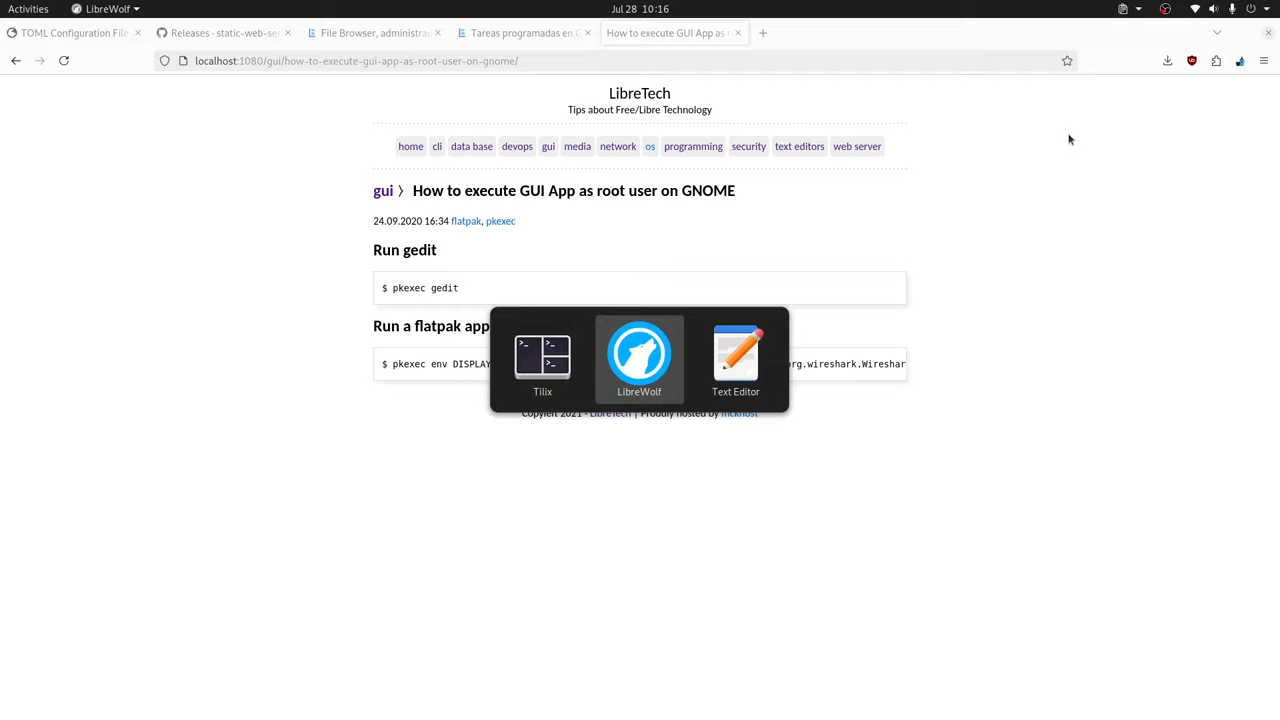 Activities LibreWolf Jul 28 10:16
TOML Configuration File Releases · static-web-se File Browser, administra Tareas programadas en How to execute GUI App as r
localhost:1080/gui/how-to-execute-gui-app-as-root-user-on-gnome/
LibreTech
Tips about Free/Libre Technology
home cli data base devops gui media network os programming security text editors web server
gui 〉 How to execute GUI App as root user on GNOME
24.09.2020 16:34 flatpak, pkexec
Run gedit
$ pkexec gedit
Run a flatpak app
$ pkexec env DISPLAY org.wireshark.Wireshar
Tilix LibreWolf Text Editor
Copyleft 2021 - LibreTech | Proudly hosted by